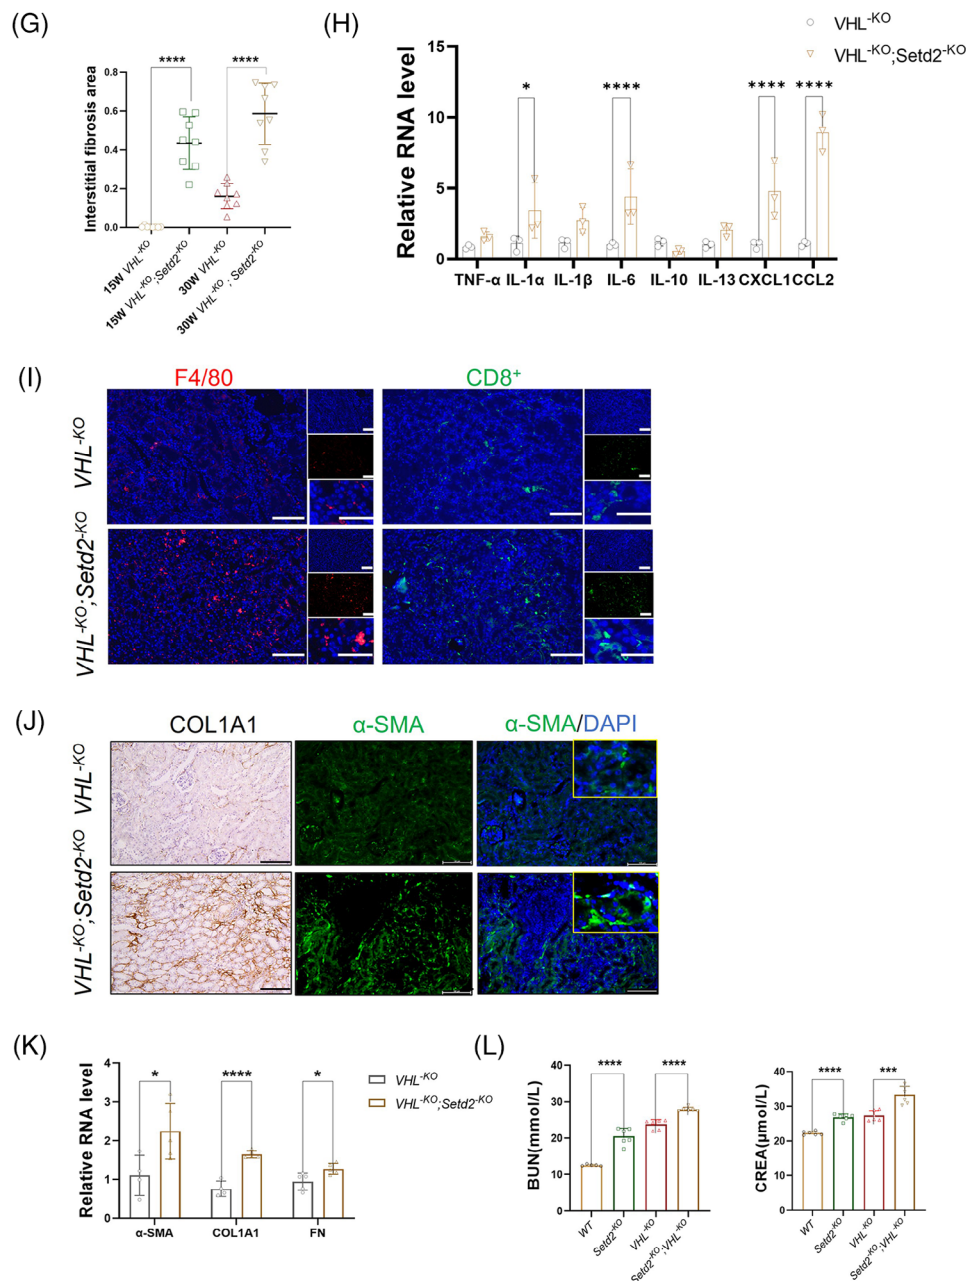 (G)
**** ****
Interstitial fibrosis area
0.8
0.6
0.4
0.2
0.0
15W VHL-KO
15W VHL-KO;Setd2-KO
30W VHL-KO
30W VHL-KO; Setd2-KO
(H)
VHL-KO
VHL-KO;Setd2-KO
Relative RNA level
15
10
5
0
* **** **** ****
TNF-α IL-1α IL-1β IL-6 IL-10 IL-13 CXCL1 CCL2
(I)
F4/80 CD8+
VHL-KO
VHL-KO;Setd2-KO
(J)
COL1A1 α-SMA α-SMA/DAPI
VHL-KO
VHL-KO;Setd2-KO
(K)
VHL-KO
VHL-KO;Setd2-KO
Relative RNA level
4
3
2
1
0
* **** *
α-SMA COL1A1 FN
(L)
**** ****
BUN(mmol/L)
40
30
20
10
0
WT
Setd2-KO
VHL-KO
Setd2-KO;VHL-KO
**** ***
CREA(μmol/L)
40
30
20
10
0
WT
Setd2-KO
VHL-KO
Setd2-KO;VHL-KO